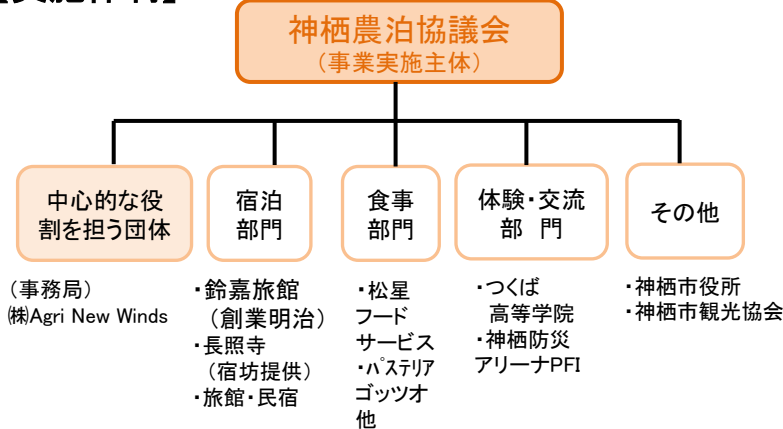 神栖農泊協議会
(事業実施主体)
中心的な役
割を担う団体
宿泊
部門
食事
部門
体験・交流
部 門
その他
(事務局)
㈱Agri New Winds
・鈴嘉旅館
(創業明治)
・長照寺
(宿坊提供)
・旅館・民宿
・松星
フード
サービス
・パステリア
ゴッツオ
他
・つくば
高等学院
・神栖防災
アリーナPFI
・神栖市役所
・神栖市観光協会